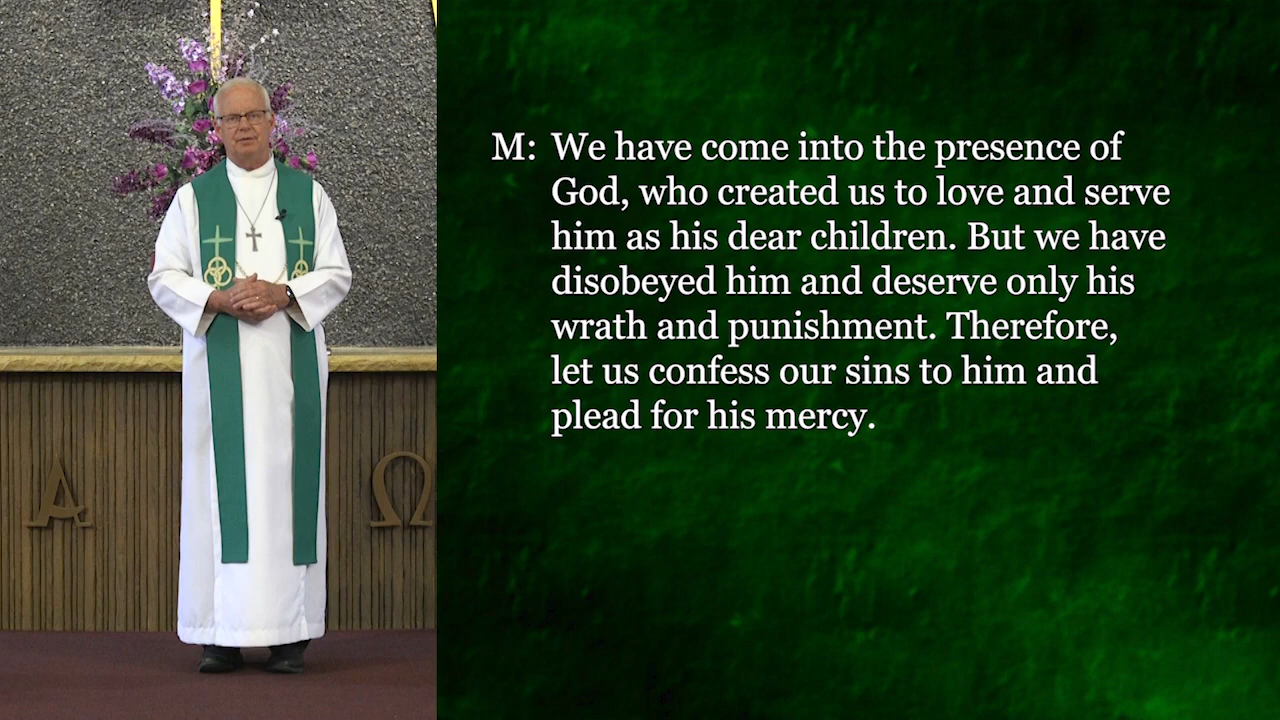 M: We have come into the presence of
God, who created us to love and serve
him as his dear children. But we have
disobeyed him and deserve only his
wrath and punishment. Therefore,
let us confess our sins to him and
plead for his mercy.
Α Ω